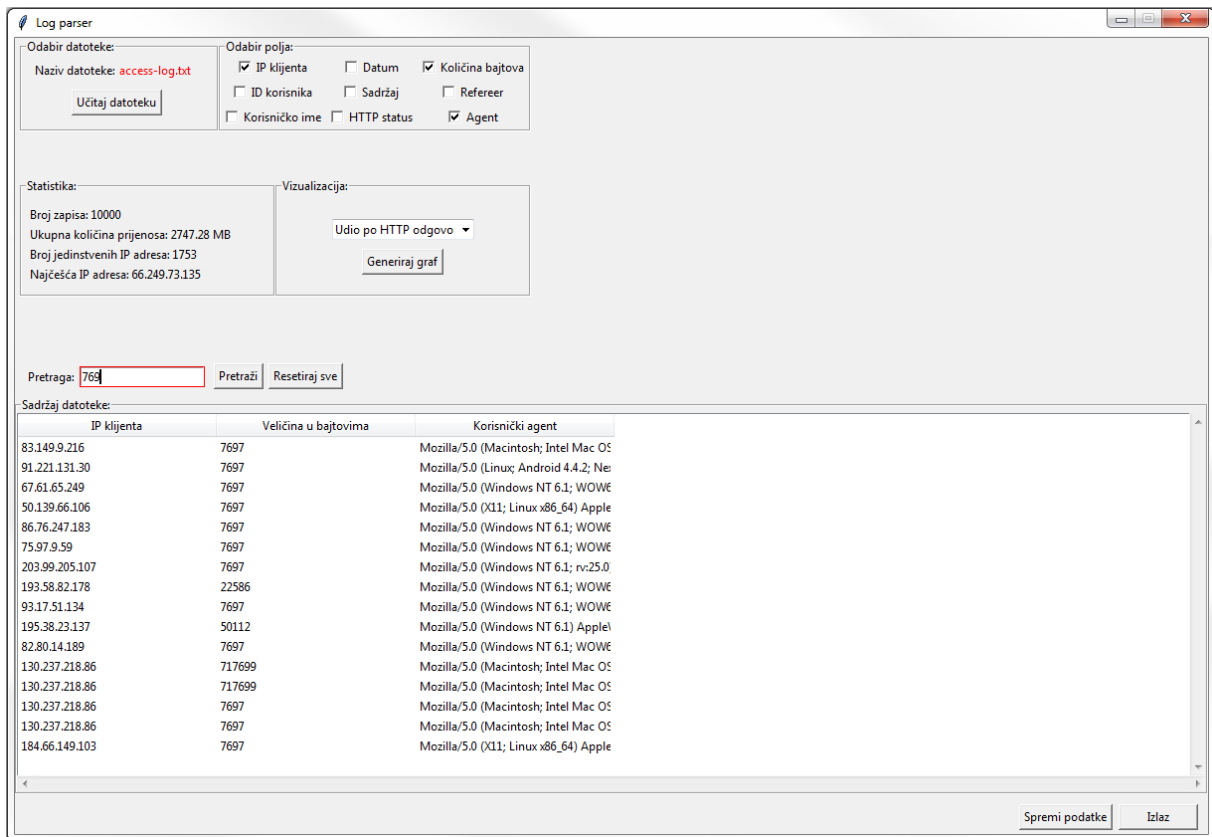 Log parser
Odabir datoteke:
Naziv datoteke: access-log.txt
Učitaj datoteku
Odabir polja:
IP klijenta Datum Količina bajtova
ID korisnika Sadržaj Refereer
Korisničko ime HTTP status Agent
Statistika:
Broj zapisa: 10000
Ukupna količina prijenosa: 2747.28 MB
Broj jedinstvenih IP adresa: 1753
Najčešća IP adresa: 66.249.73.135
Vizualizacija:
Udio po HTTP odgovo
Generiraj graf
Pretraga: 769 Pretraži Resetiraj sve
Sadržaj datoteke:
IP klijenta Veličina u bajtovima Korisnički agent
83.149.9.216 7697 Mozilla/5.0 (Macintosh; Intel Mac OS
91.221.131.30 7697 Mozilla/5.0 (Linux; Android 4.4.2; Ne
67.61.65.249 7697 Mozilla/5.0 (Windows NT 6.1; WOW6
50.139.66.106 7697 Mozilla/5.0 (X11; Linux x86_64) Apple
86.76.247.183 7697 Mozilla/5.0 (Windows NT 6.1; WOW6
75.97.9.59 7697 Mozilla/5.0 (Windows NT 6.1; WOW6
203.99.205.107 7697 Mozilla/5.0 (Windows NT 6.1; rv:25.0
193.58.82.178 22586 Mozilla/5.0 (Windows NT 6.1; WOW6
93.17.51.134 7697 Mozilla/5.0 (Windows NT 6.1; WOW6
195.38.23.137 50112 Mozilla/5.0 (Windows NT 6.1) Apple
82.80.14.189 7697 Mozilla/5.0 (Windows NT 6.1; WOW6
130.237.218.86 717699 Mozilla/5.0 (Macintosh; Intel Mac OS
130.237.218.86 717699 Mozilla/5.0 (Macintosh; Intel Mac OS
130.237.218.86 7697 Mozilla/5.0 (Macintosh; Intel Mac OS
130.237.218.86 7697 Mozilla/5.0 (Macintosh; Intel Mac OS
184.66.149.103 7697 Mozilla/5.0 (X11; Linux x86_64) Apple
Spremi podatke Izlaz